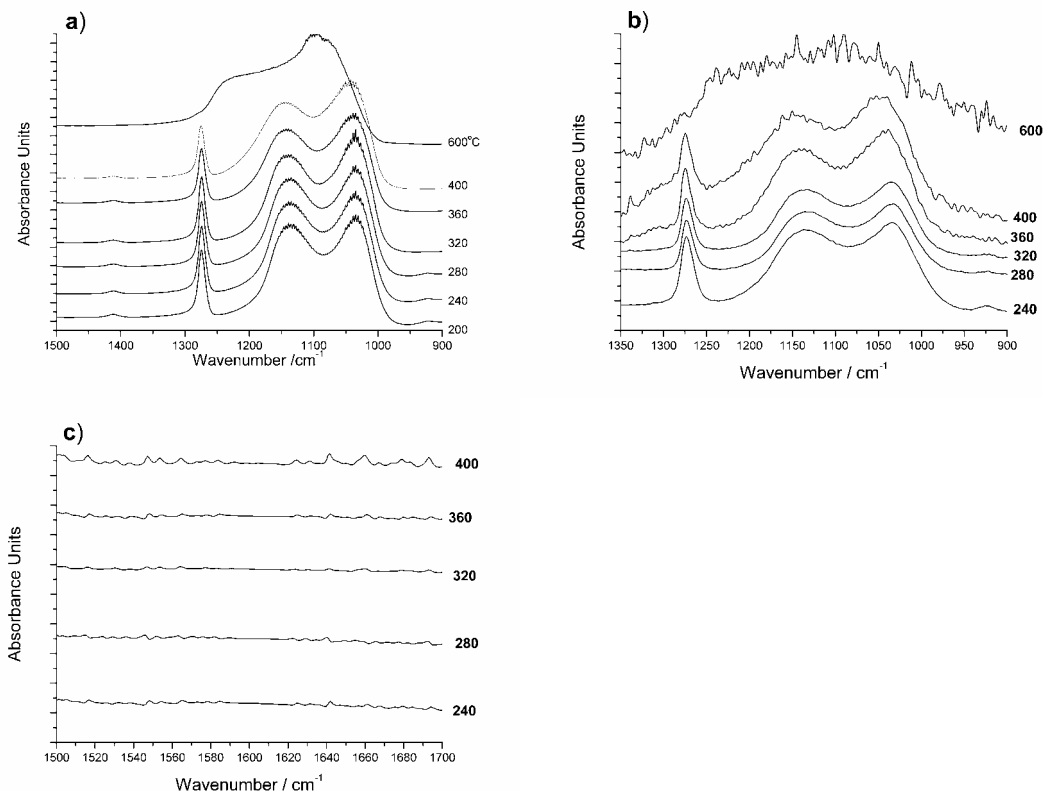 a)
Absorbance Units
600°C
400
360
320
280
240
200
1500 1400 1300 1200 1100 1000 900
Wavenumber /cm-1
b)
Absorbance Units
600
400
360
320
280
240
1350 1300 1250 1200 1150 1100 1050 1000 950 900
Wavenumber / cm-1
c)
Absorbance Units
400
360
320
280
240
1500 1520 1540 1560 1580 1600 1620 1640 1660 1680 1700
Wavenumber / cm-1